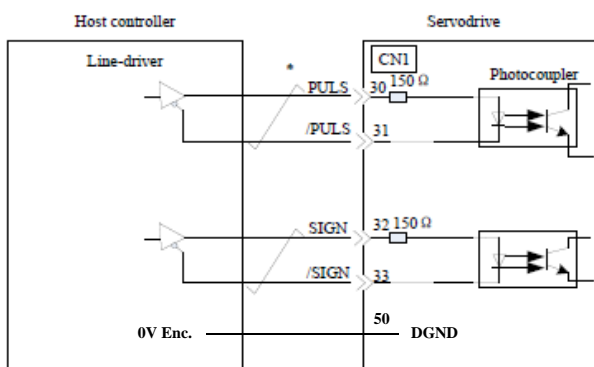 Host controller
Servodrive
Line-driver
CN1
Photocoupler
*
PULS
30
150 Ω
/PULS
31
SIGN
32
150 Ω
/SIGN
33
50
0V Enc.
DGND